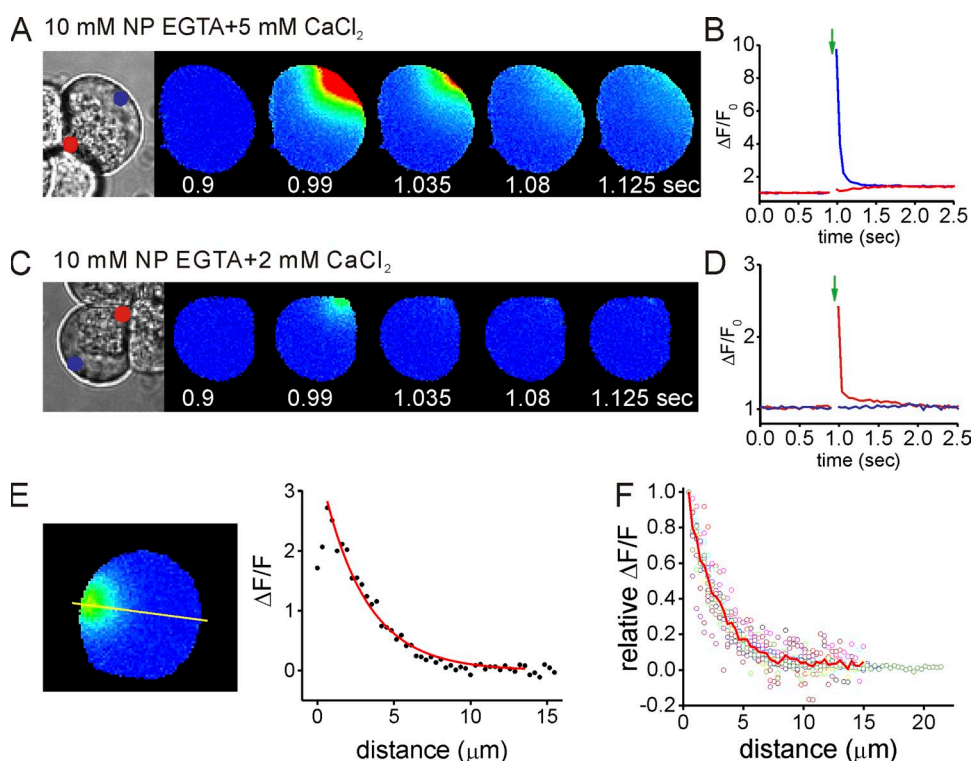 A 10 mM NP EGTA+5 mM CaCl₂
0.9 0.99 1.035 1.08 1.125 sec
B
10
8
6
4
2
ΔF/F₀
0.0 0.5 1.0 1.5 2.0 2.5
time (sec)
C 10 mM NP EGTA+2 mM CaCl₂
0.9 0.99 1.035 1.08 1.125 sec
D
3
2
1
ΔF/F₀
0.0 0.5 1.0 1.5 2.0 2.5
time (sec)
E
3
2
1
0
ΔF/F
0 5 10 15
distance (μm)
F
1.0
0.8
0.6
0.4
0.2
0.0
-0.2
relative ΔF/F
0 5 10 15 20
distance (μm)